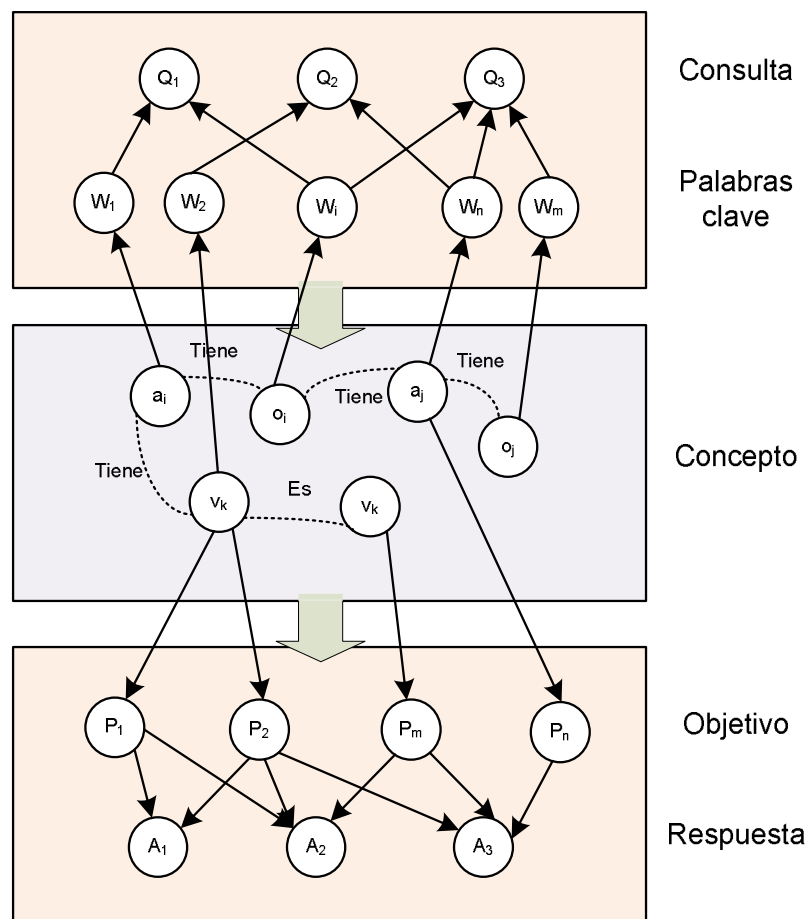 Q1 Q2 Q3 Consulta
W1 W2 Wi Wn Wm
Palabras
clave
Tiene
Tiene
Tiene
ai oi aj oj
Tiene
Concepto
Es
vk vk
P1 P2 Pm Pn Objetivo
A1 A2 A3 Respuesta